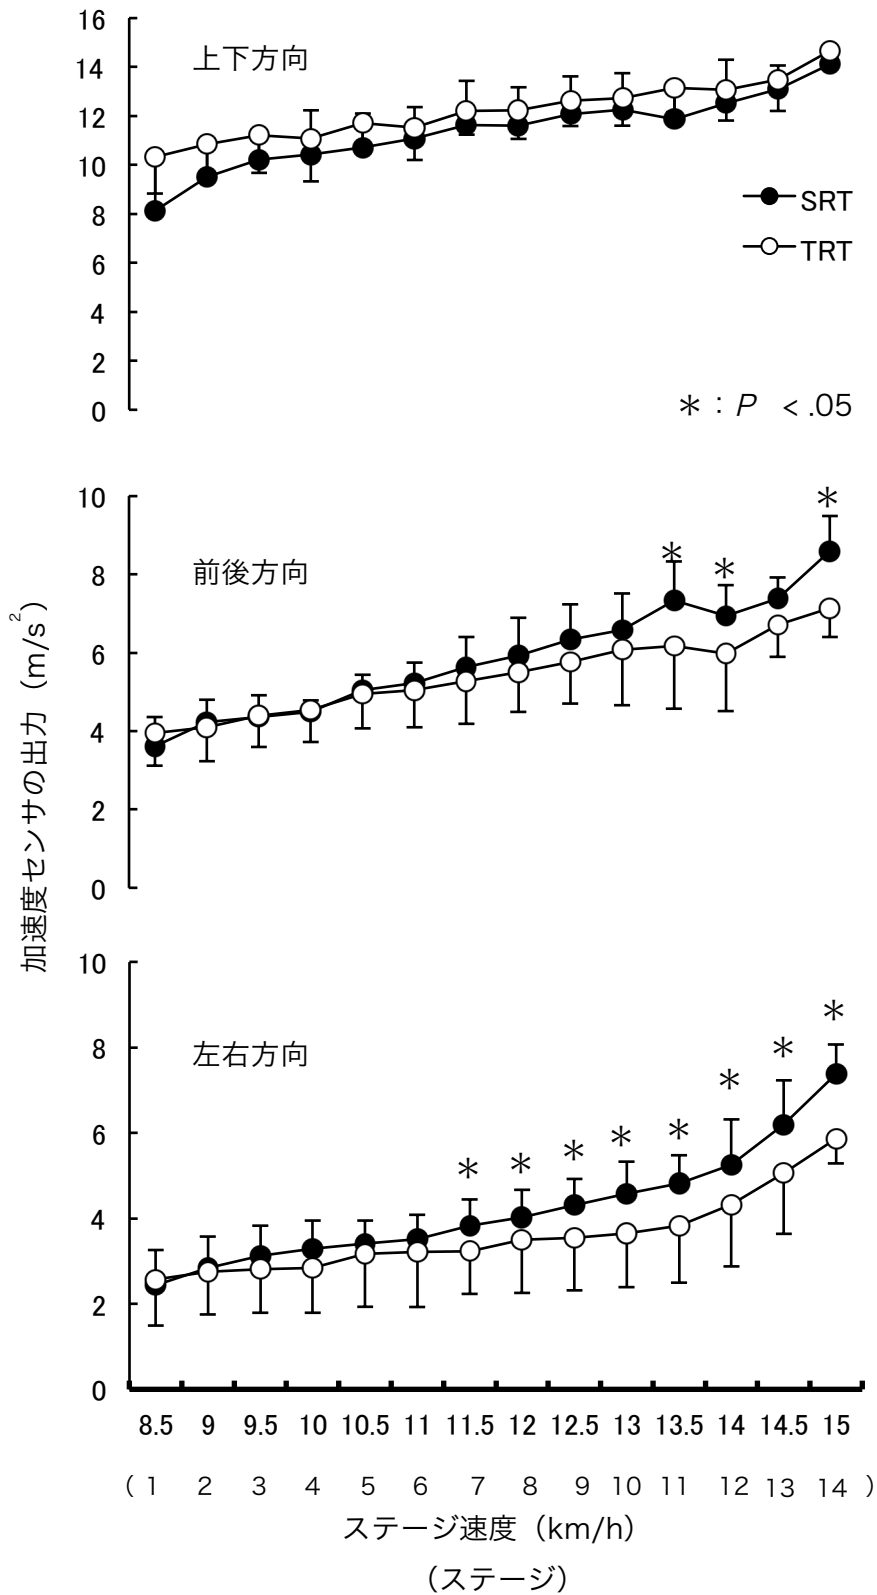 16
14
12
10
8
6
4
2
0
上下方向
SRT
TRT
＊：P < .05
加速度センサの出力（m/s²）
10
8
6
4
2
0
前後方向
＊ ＊ ＊
10
8
6
4
2
0
左右方向
＊ ＊ ＊ ＊ ＊ ＊ ＊ ＊
8.5 9 9.5 10 10.5 11 11.5 12 12.5 13 13.5 14 14.5 15
（ 1 2 3 4 5 6 7 8 9 10 11 12 13 14 ）
ステージ速度（km/h）
（ステージ）